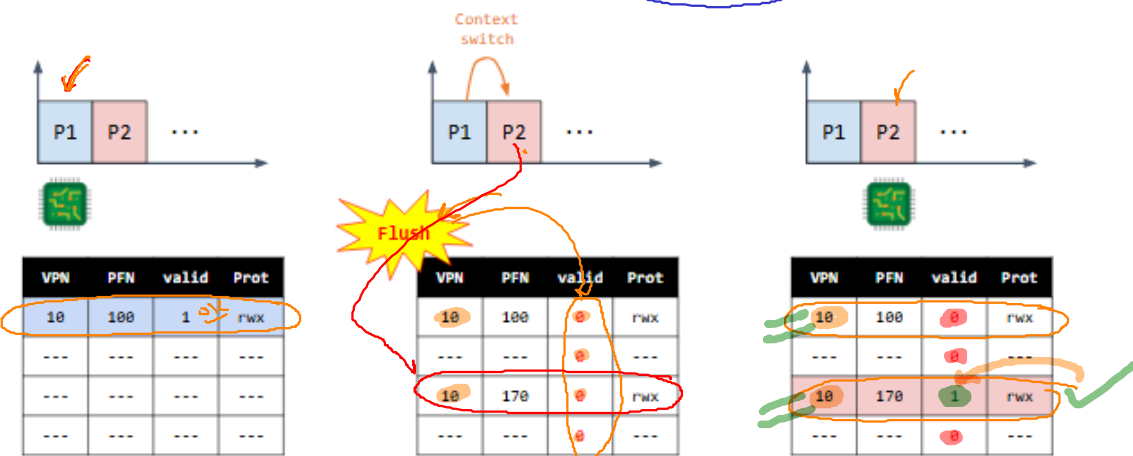 Context
switch
P1 P2 ...
P1 P2 ...
P1 P2 ...
Flush
VPN PFN valid Prot
10 100 1 rwx
--- --- --- ---
--- --- --- ---
--- --- --- ---
VPN PFN valid Prot
10 100 0 rwx
--- --- 0 ---
10 170 0 rwx
--- --- 0 ---
VPN PFN valid Prot
10 100 0 rwx
--- --- 0 ---
10 170 1 rwx
--- --- 0 ---